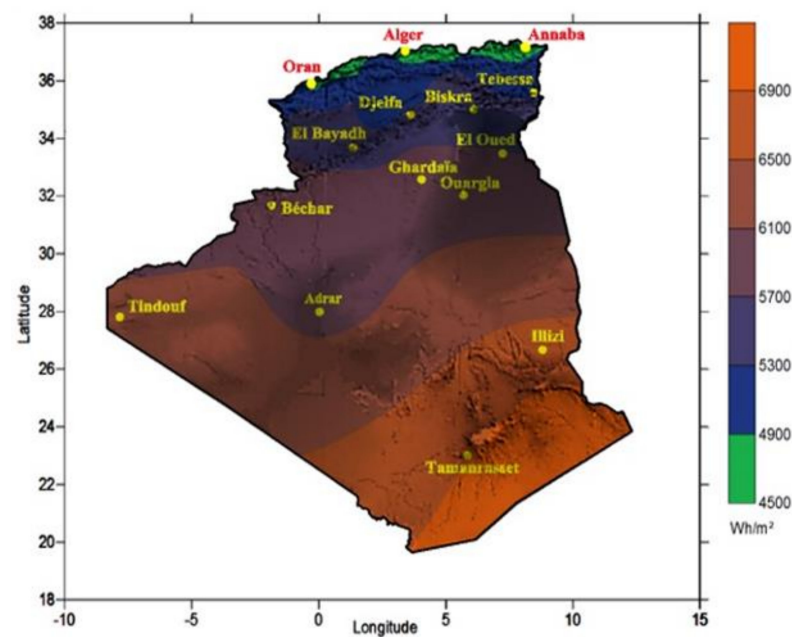 38
36
34
32
30
28
26
24
22
20
18
Latitude
-10
-5
0
5
10
15
Longitude
Alger
Annaba
Oran
Tebessa
Djelfa
Biskra
El Bayadh
El Oued
Ghardaïa
Ouargla
Béchar
Adrar
Tindouf
Illizi
Tamanrasset
6900
6500
6100
5700
5300
4900
4500
Wh/m²